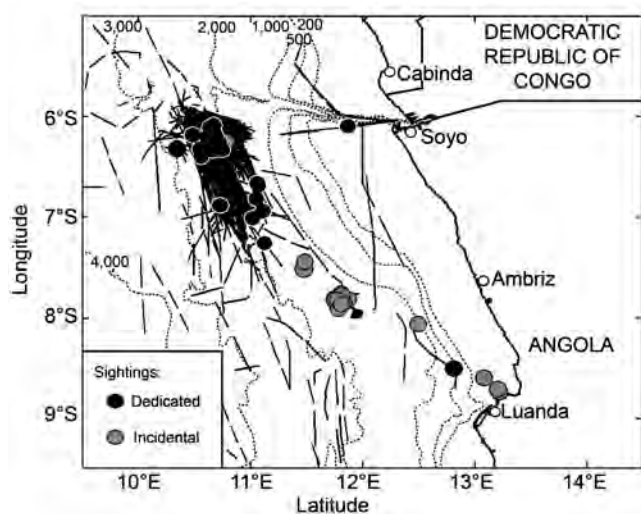 3,000
2,000
1,000
200
500
DEMOCRATIC
REPUBLIC OF
CONGO
Cabinda
6°S
Soyo
7°S
Longitude
4,000
Ambriz
8°S
ANGOLA
Sightings:
Dedicated
Incidental
9°S
Luanda
10°E
11°E
12°E
13°E
14°E
Latitude